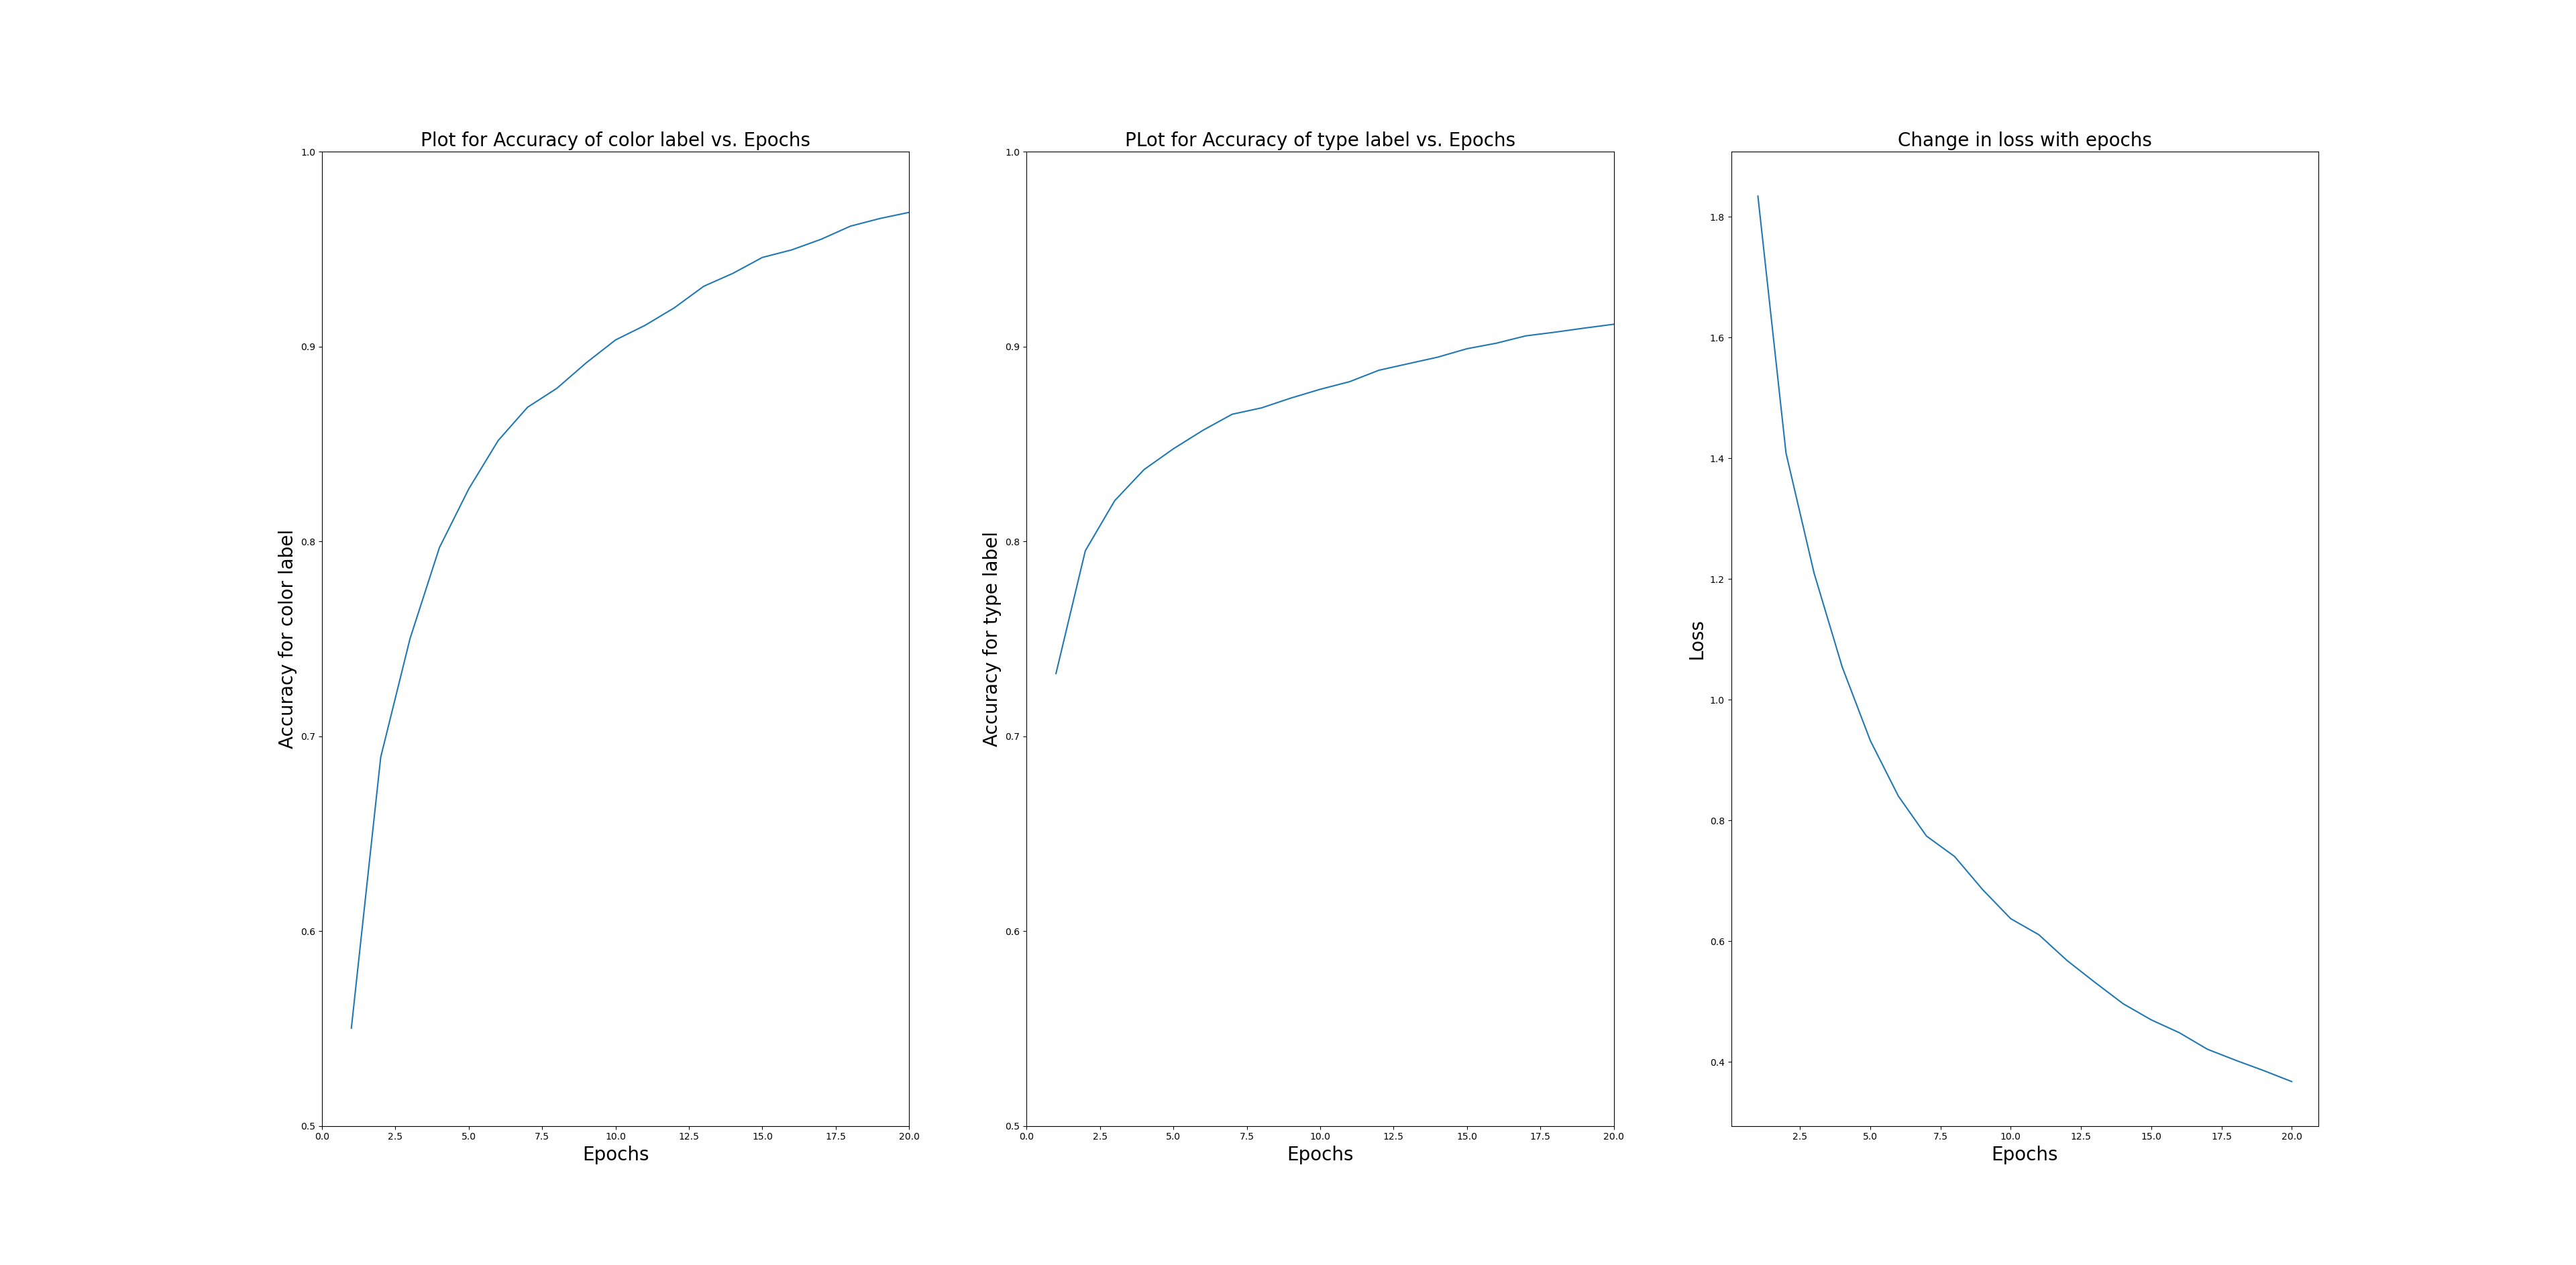 Plot for Accuracy of color label vs. Epochs
1.0
0.9
0.8
0.7
0.6
0.5
Accuracy for color label
0.0 2.5 5.0 7.5 10.0 12.5 15.0 17.5 20.0
Epochs
PLot for Accuracy of type label vs. Epochs
1.0
0.9
0.8
0.7
0.6
0.5
Accuracy for type label
0.0 2.5 5.0 7.5 10.0 12.5 15.0 17.5 20.0
Epochs
Change in loss with epochs
1.8
1.6
1.4
1.2
1.0
0.8
0.6
0.4
Loss
2.5 5.0 7.5 10.0 12.5 15.0 17.5 20.0
Epochs